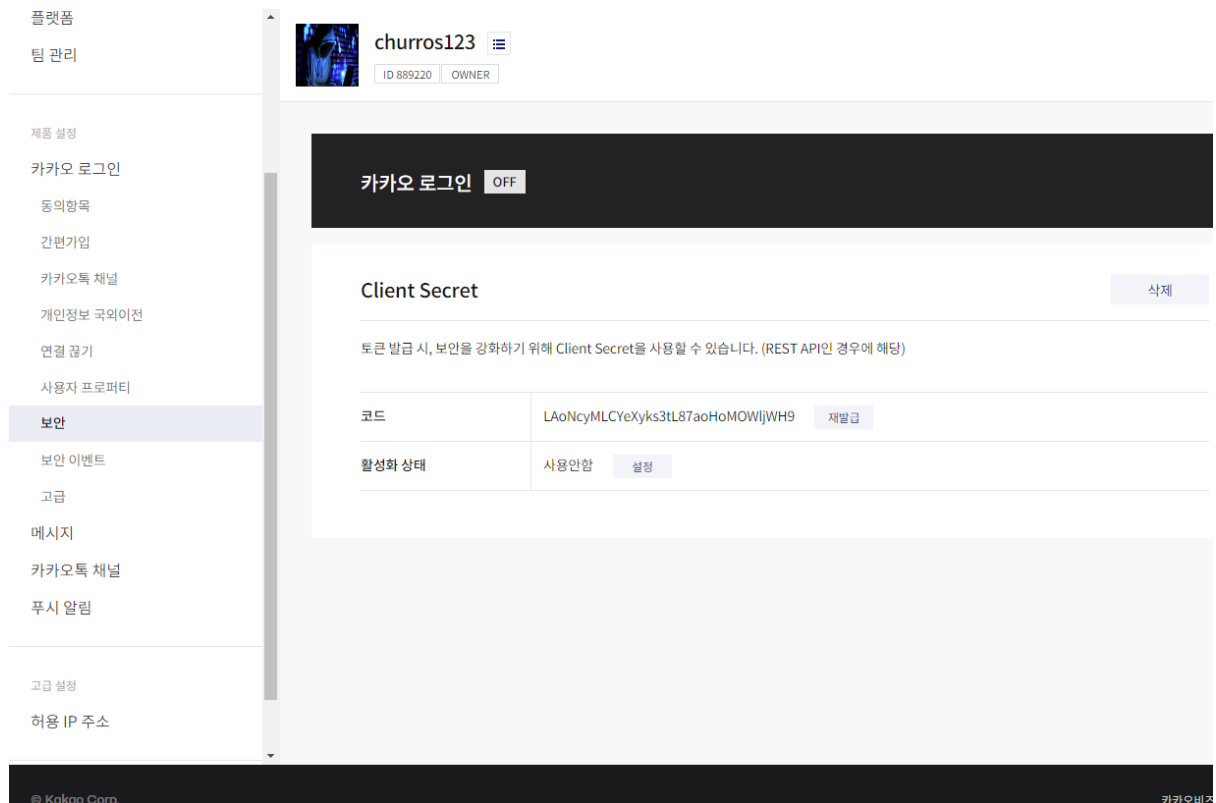 플랫폼
팀 관리
제품 설정
카카오 로그인
동의항목
간편가입
카카오톡 채널
개인정보 국외이전
연결 끊기
사용자 프로퍼티
보안
보안 이벤트
고급
메시지
카카오톡 채널
푸시 알림
고급 설정
허용 IP 주소
churros123
ID 889220 OWNER
카카오 로그인 OFF
Client Secret 삭제
토큰 발급 시, 보안을 강화하기 위해 Client Secret을 사용할 수 있습니다. (REST API인 경우에 해당)
코드 LAoNcyMLCYeXyks3tL87aoHoMOWljWH9 재발급
활성화 상태 사용안함 설정
© Kakao Corp. 카카오비즈